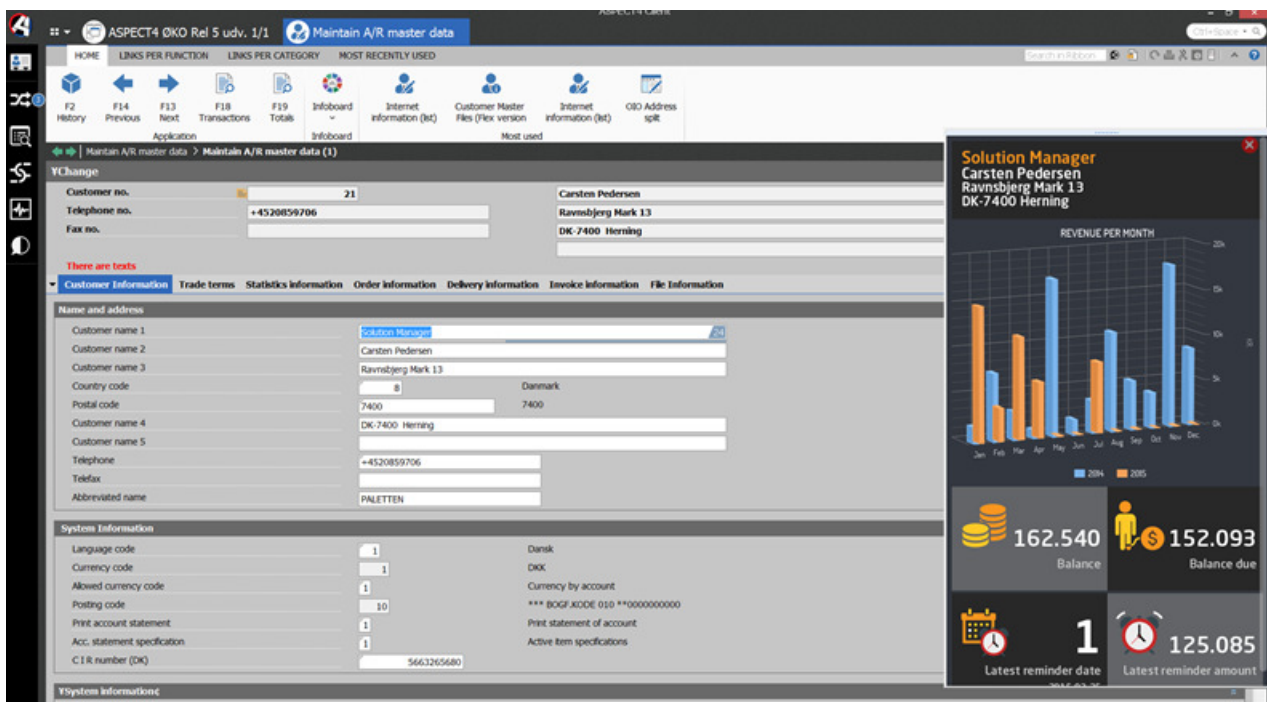 ASPECT4 Client
ASPECT4 ØKO Rel 5 udv. 1/1 Maintain A/R master data Ctrl+Space
HOME LINKS PER FUNCTION LINKS PER CATEGORY MOST RECENTLY USED Search in Ribbon
F2 History F14 Previous F13 Next F18 Transactions F19 Totals Infoboard Internet information (list) Customer Master Files (Flex version Internet information (list) OIO Address split
Application Infoboard Most used
Maintain A/R master data > Maintain A/R master data (1)
¥Change
Customer no. 21 Carsten Pedersen
Telephone no. +4520859706 Ravnsbjerg Mark 13
Fax no. DK-7400 Herning
There are texts
Customer Information Trade terms Statistics information Order information Delivery information Invoice information File Information
Name and address
Customer name 1 Solution Manager 24
Customer name 2 Carsten Pedersen
Customer name 3 Ravnsbjerg Mark 13
Country code 8 Danmark
Postal code 7400 7400
Customer name 4 DK-7400 Herning
Customer name 5
Telephone +4520859706
Telefax
Abbreviated name PALETTEN
System Information
Language code 1 Dansk
Currency code 1 DKK
Allowed currency code 1 Currency by account
Posting code 10 *** BOGF.KODE 010 **0000000000
Print account statement 1 Print statement of account
Acc. statement specification 1 Active item specifications
C I R number (DK) 5663265680
¥System information¢
Solution Manager
Carsten Pedersen
Ravnsbjerg Mark 13
DK-7400 Herning
REVENUE PER MONTH
20k
15k
10k
5k
0k
Jan Feb Mar Apr May Jun Jul Aug Sep Oct Nov Dec
2014 2015
162.540 152.093
Balance Balance due
1 125.085
Latest reminder date Latest reminder amount